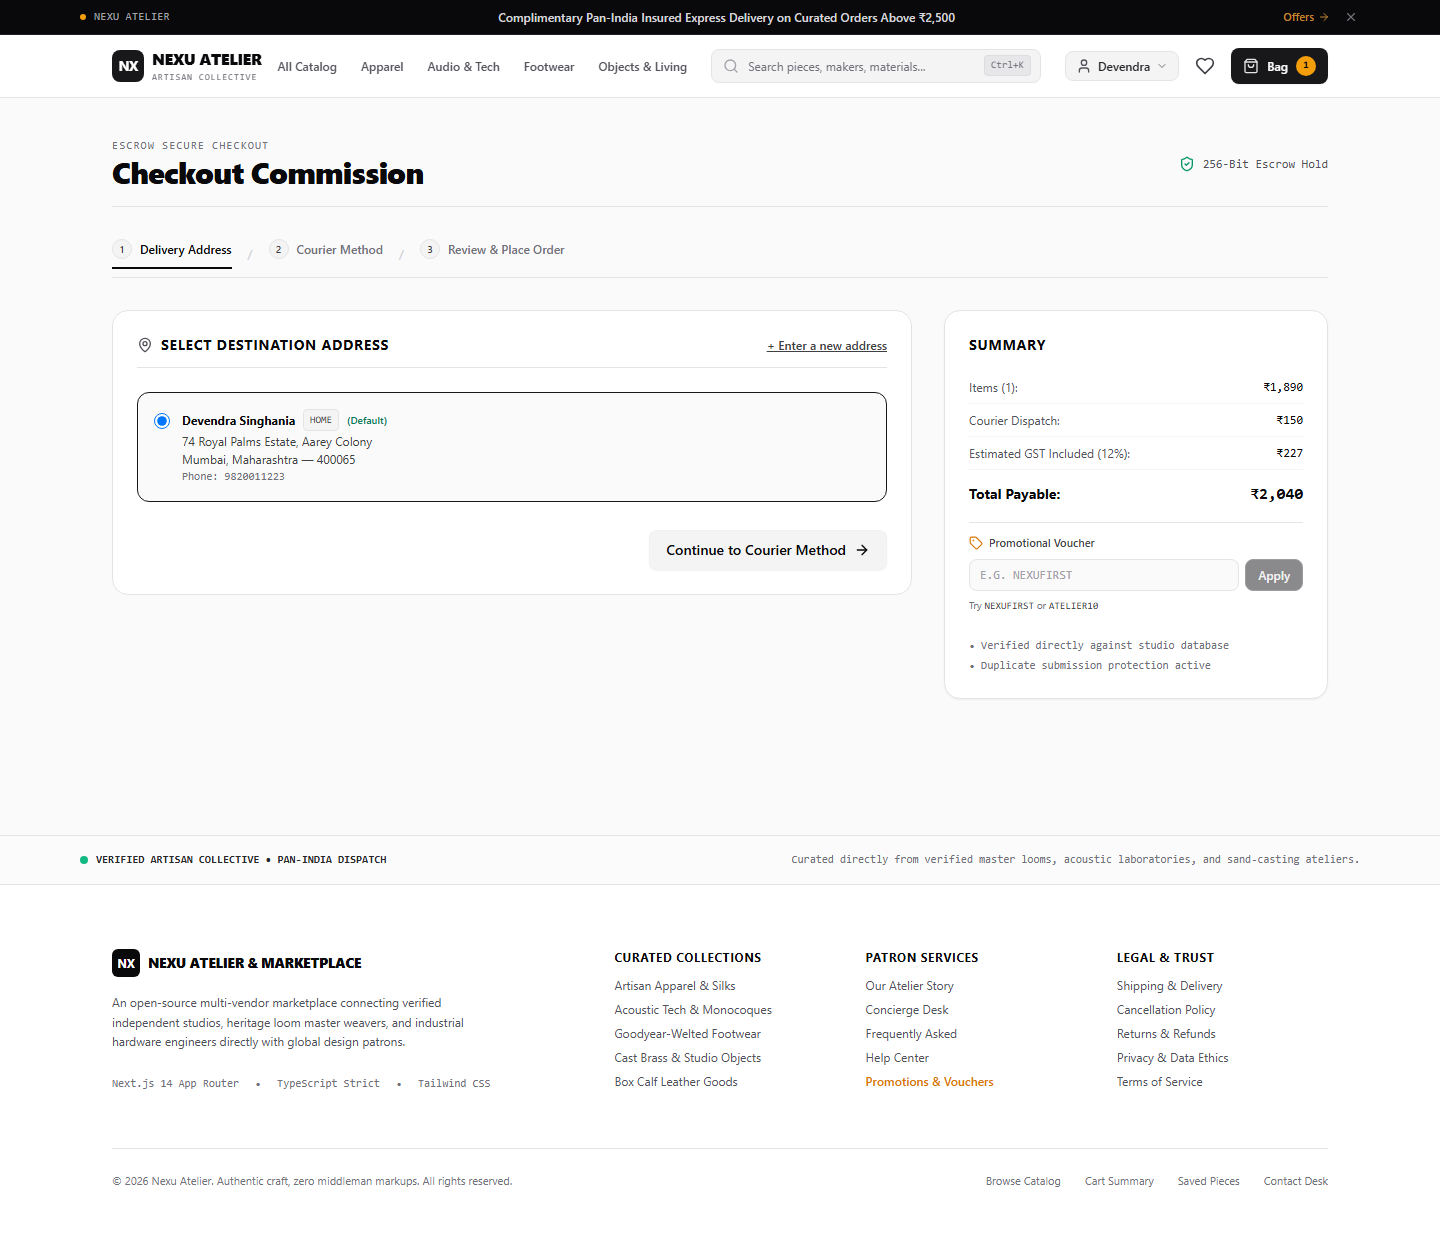 NEXU ATELIER
Complimentary Pan-India Insured Express Delivery on Curated Orders Above ₹2,500
Offers →
NX
NEXU ATELIER
ARTISAN COLLECTIVE
All Catalog
Apparel
Audio & Tech
Footwear
Objects & Living
Search pieces, makers, materials...
Ctrl+K
Devendra
Bag
1
ESCROW SECURE CHECKOUT
Checkout Commission
256-Bit Escrow Hold
1 Delivery Address
/
2 Courier Method
/
3 Review & Place Order
SELECT DESTINATION ADDRESS
+ Enter a new address
Devendra Singhania HOME (Default)
74 Royal Palms Estate, Aarey Colony
Mumbai, Maharashtra — 400065
Phone: 9820011223
Continue to Courier Method →
SUMMARY
Items (1): ₹1,890
Courier Dispatch: ₹150
Estimated GST Included (12%): ₹227
Total Payable: ₹2,040
Promotional Voucher
E.G. NEXUFIRST
Apply
Try NEXUFIRST or ATELIER10
• Verified directly against studio database
• Duplicate submission protection active
VERIFIED ARTISAN COLLECTIVE • PAN-INDIA DISPATCH
Curated directly from verified master looms, acoustic laboratories, and sand-casting ateliers.
NX
NEXU ATELIER & MARKETPLACE
An open-source multi-vendor marketplace connecting verified
independent studios, heritage loom master weavers, and industrial
hardware engineers directly with global design patrons.
Next.js 14 App Router • TypeScript Strict • Tailwind CSS
CURATED COLLECTIONS
Artisan Apparel & Silks
Acoustic Tech & Monocoques
Goodyear-Welted Footwear
Cast Brass & Studio Objects
Box Calf Leather Goods
PATRON SERVICES
Our Atelier Story
Concierge Desk
Frequently Asked
Help Center
Promotions & Vouchers
LEGAL & TRUST
Shipping & Delivery
Cancellation Policy
Returns & Refunds
Privacy & Data Ethics
Terms of Service
© 2026 Nexu Atelier. Authentic craft, zero middleman markups. All rights reserved.
Browse Catalog
Cart Summary
Saved Pieces
Contact Desk